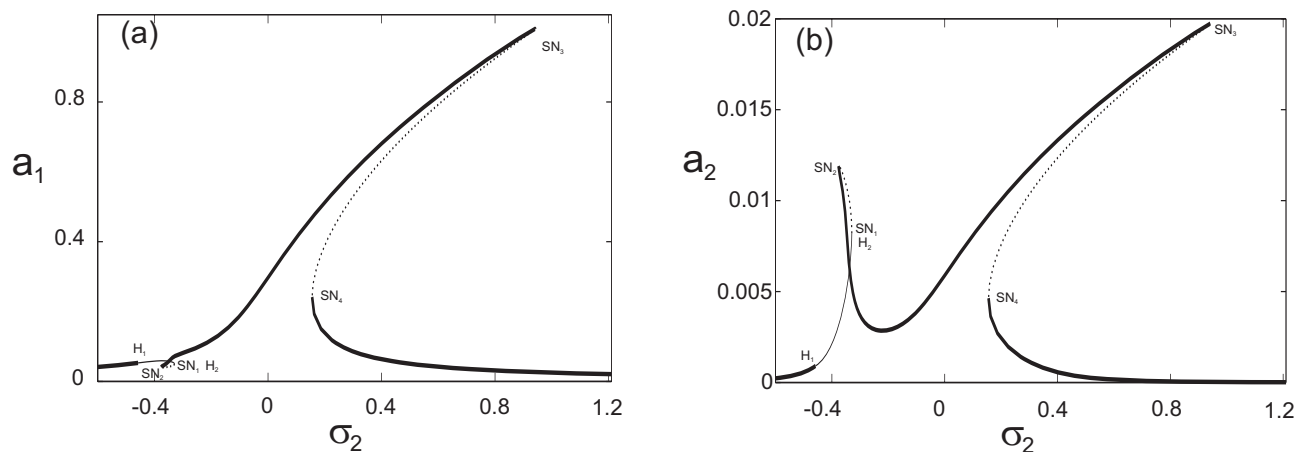 (a)
SN₃
0.8
a₁
0.4
SN₄
H₁
SN₁ H₂
SN₂
0
-0.4 0 0.4 0.8 1.2
σ₂
0.02
(b)
SN₃
0.015
a₂
SN₂
0.01
SN₁
H₂
0.005
SN₄
H₁
0
-0.4 0 0.4 0.8 1.2
σ₂